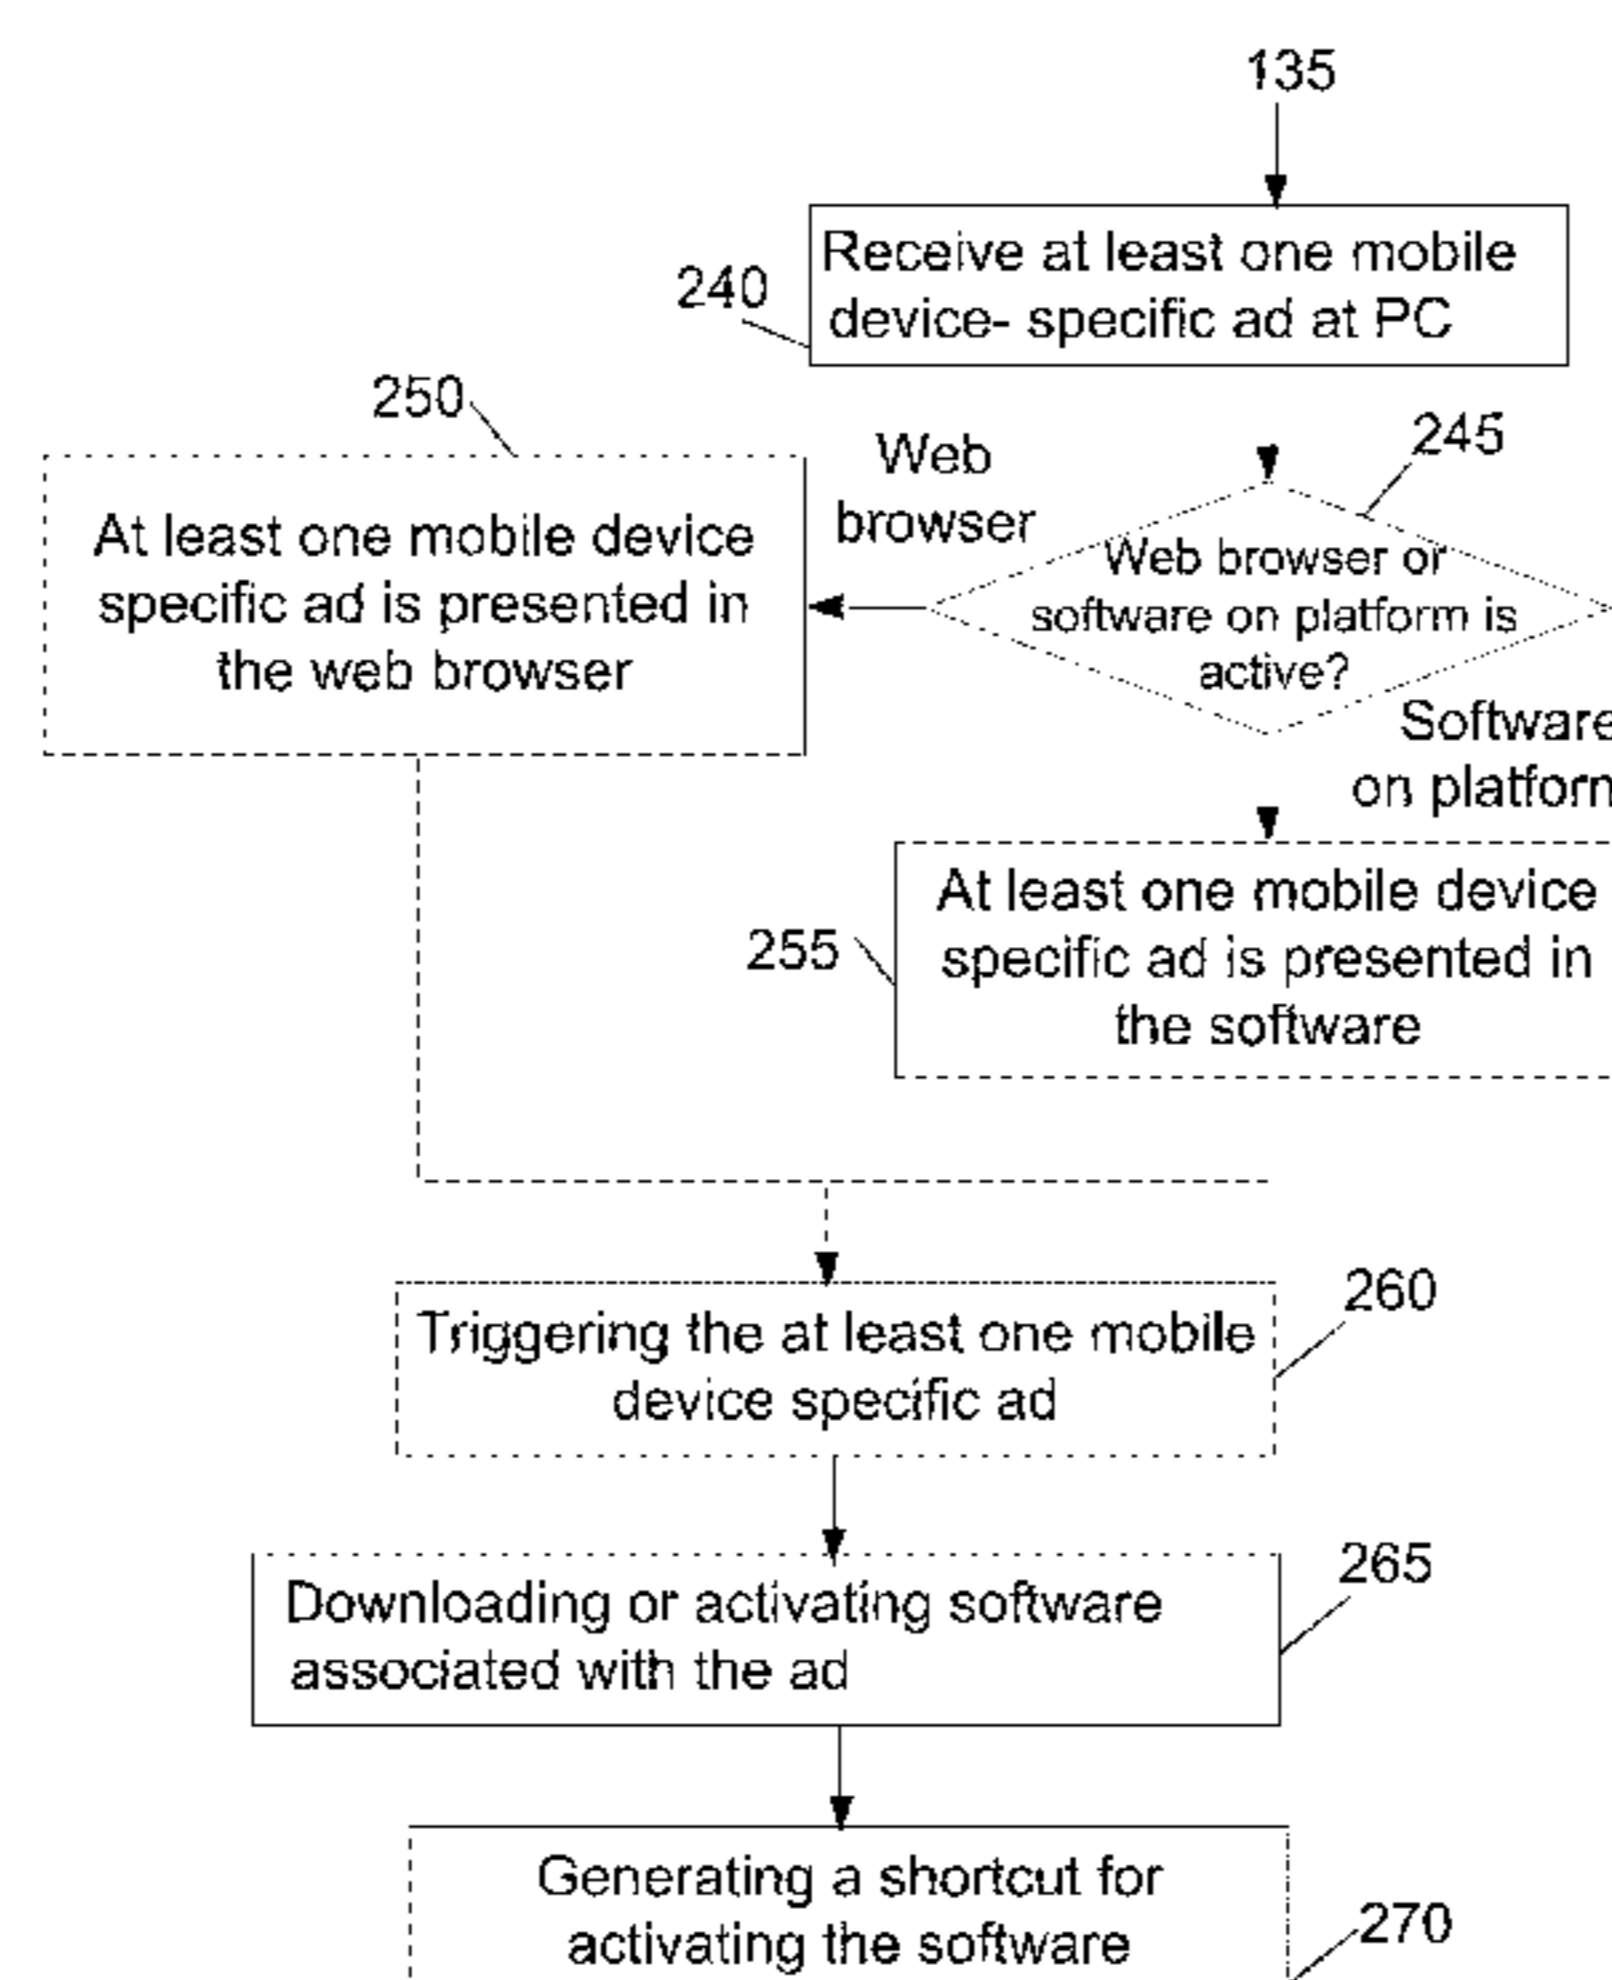 135
240
Receive at least one mobile
device- specific ad at PC
250
245
Web
browser
At least one mobile device
specific ad is presented in
the web browser
Web browser or
software on platform is
active?
Software
on platform
255
At least one mobile device
specific ad is presented in
the software
260
Triggering the at least one mobile
device specific ad
265
Downloading or activating software
associated with the ad
Generating a shortcut for
activating the software
270